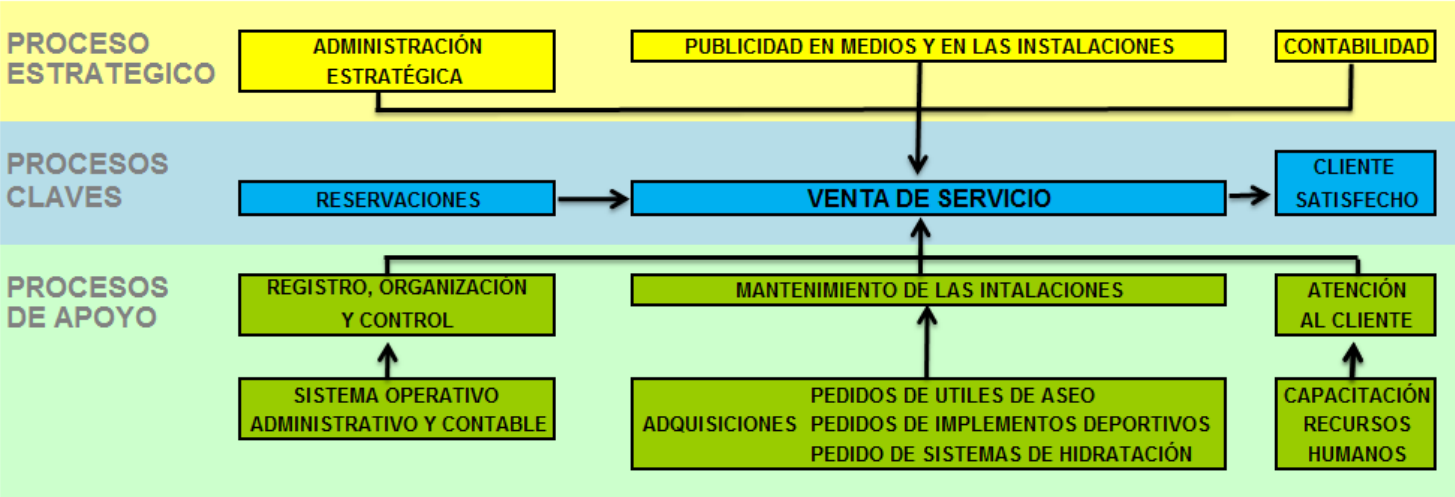 PROCESO
ESTRATEGICO
ADMINISTRACIÓN
ESTRATÉGICA
PUBLICIDAD EN MEDIOS Y EN LAS INSTALACIONES
CONTABILIDAD
PROCESOS
CLAVES
RESERVACIONES
VENTA DE SERVICIO
CLIENTE
SATISFECHO
PROCESOS
DE APOYO
REGISTRO, ORGANIZACIÓN
Y CONTROL
MANTENIMIENTO DE LAS INTALACIONES
ATENCIÓN
AL CLIENTE
SISTEMA OPERATIVO
ADMINISTRATIVO Y CONTABLE
ADQUISICIONES
PEDIDOS DE UTILES DE ASEO
PEDIDOS DE IMPLEMENTOS DEPORTIVOS
PEDIDO DE SISTEMAS DE HIDRATACIÓN
CAPACITACIÓN
RECURSOS
HUMANOS